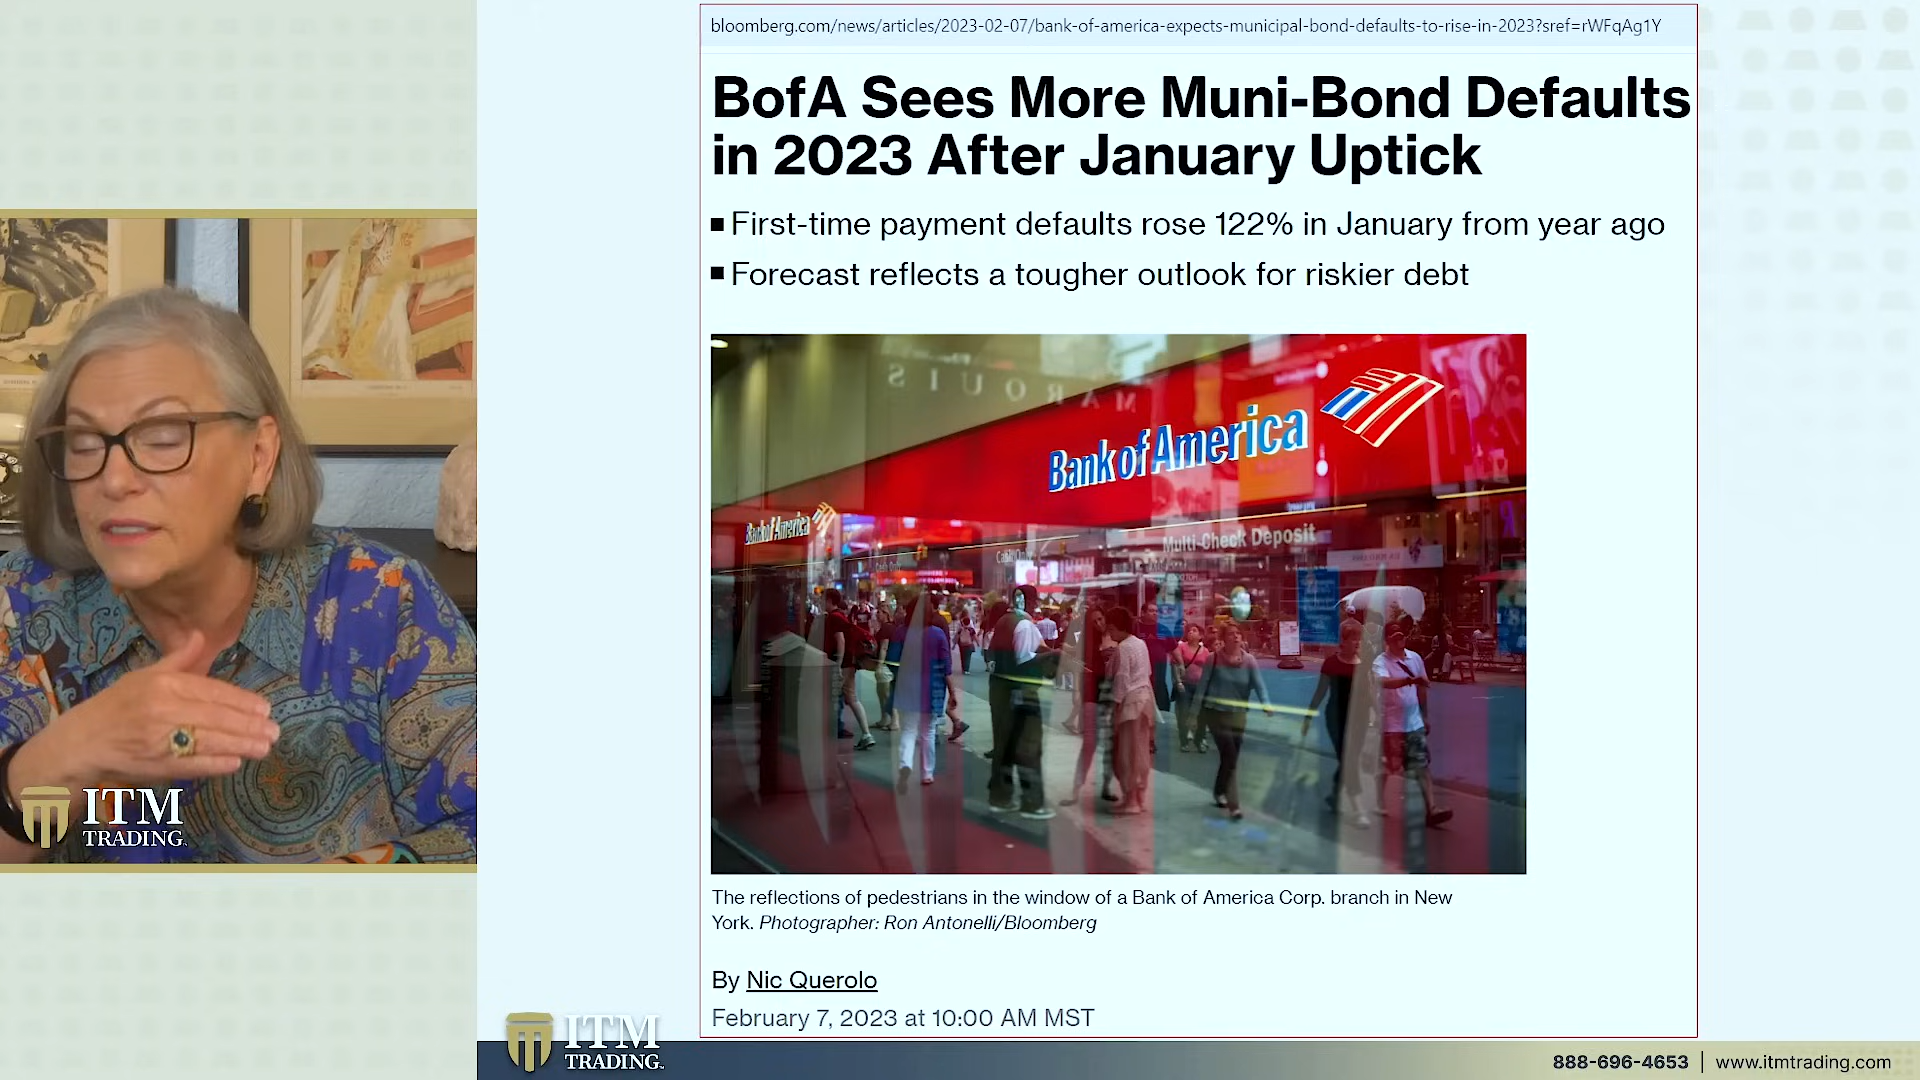 bloomberg.com/news/articles/2023-02-07/bank-of-america-expects-municipal-bond-defaults-to-rise-in-2023?sref=rWFqAg1Y
BofA Sees More Muni-Bond Defaults
in 2023 After January Uptick
■ First-time payment defaults rose 122% in January from year ago
■ Forecast reflects a tougher outlook for riskier debt
MARQUIS
Bank of America
Bank of America
Multi-Check Deposit
Cash Only
The reflections of pedestrians in the window of a Bank of America Corp. branch in New
York. Photographer: Ron Antonelli/Bloomberg
By Nic Querolo
February 7, 2023 at 10:00 AM MST
ITM
TRADING
ITM
TRADING
888-696-4653 | www.itmtrading.com